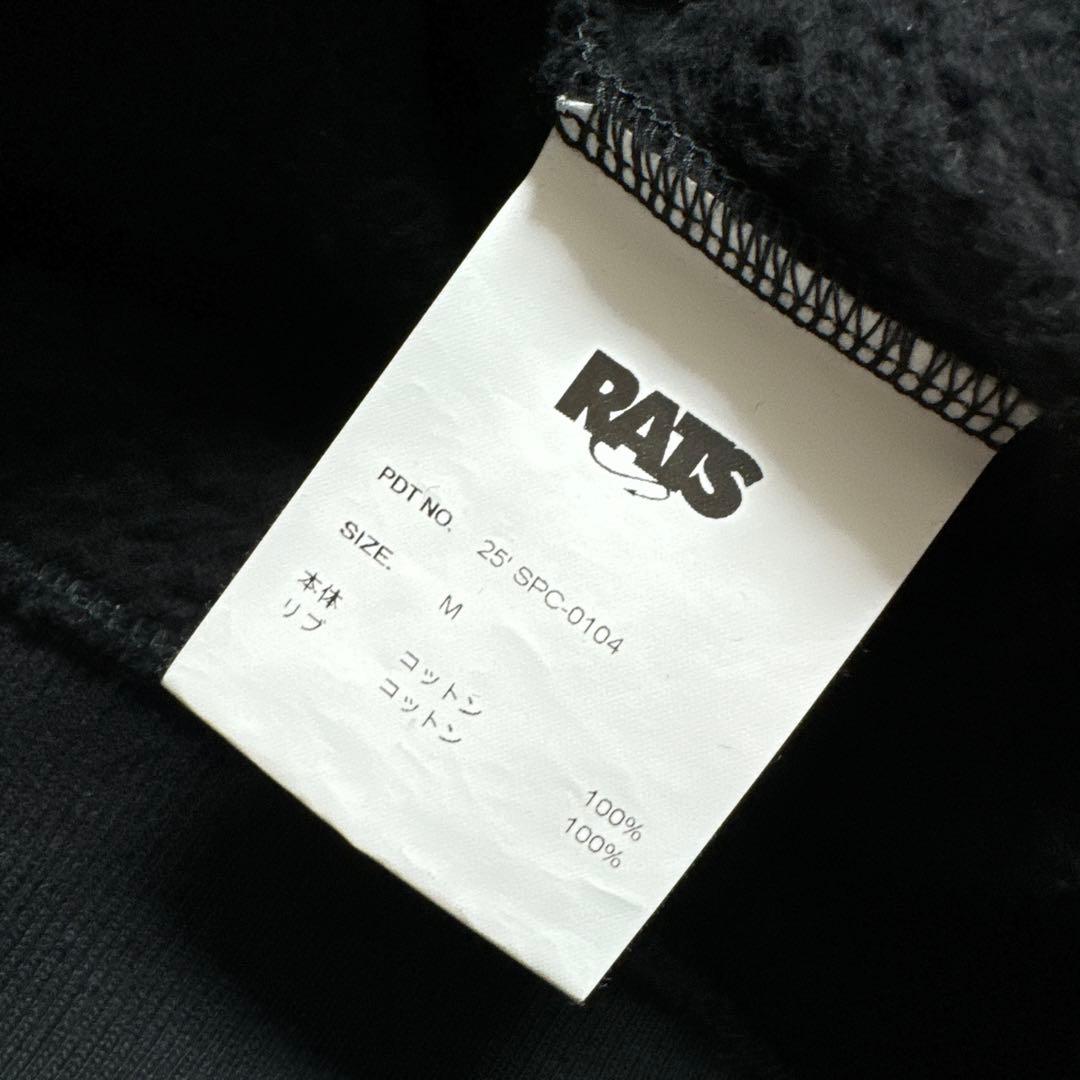 RATS
PDT NO. 25' SPC-0104
SIZE. M
本体 コットン 100%
リブ コットン 100%